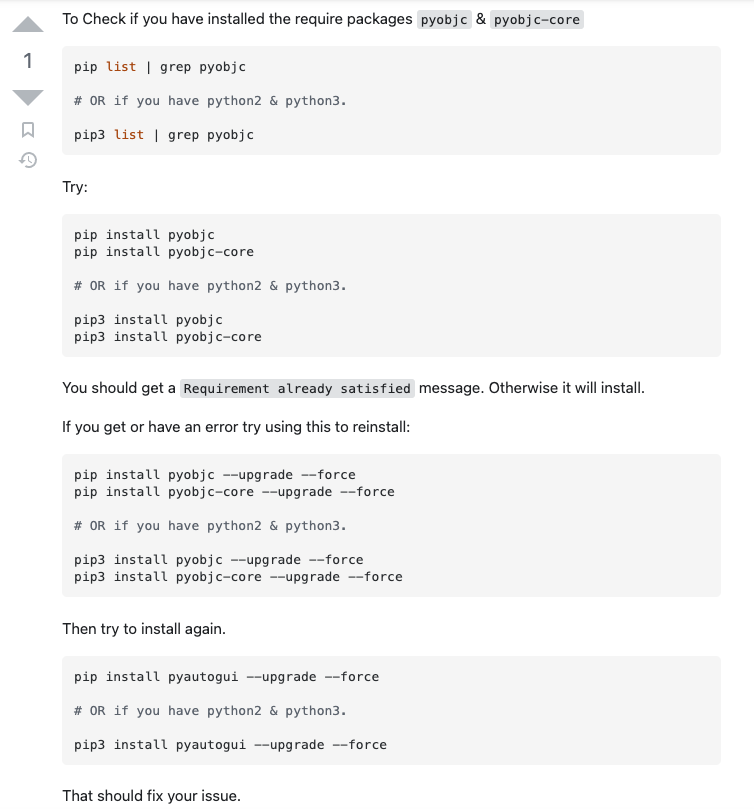 To Check if you have installed the require packages pyobjc & pyobjc-core
1
pip list | grep pyobjc
# OR if you have python2 & python3.
pip3 list | grep pyobjc
Try:
pip install pyobjc
pip install pyobjc-core
# OR if you have python2 & python3.
pip3 install pyobjc
pip3 install pyobjc-core
You should get a Requirement already satisfied message. Otherwise it will install.
If you get or have an error try using this to reinstall:
pip install pyobjc --upgrade --force
pip install pyobjc-core --upgrade --force
# OR if you have python2 & python3.
pip3 install pyobjc --upgrade --force
pip3 install pyobjc-core --upgrade --force
Then try to install again.
pip install pyautogui --upgrade --force
# OR if you have python2 & python3.
pip3 install pyautogui --upgrade --force
That should fix your issue.